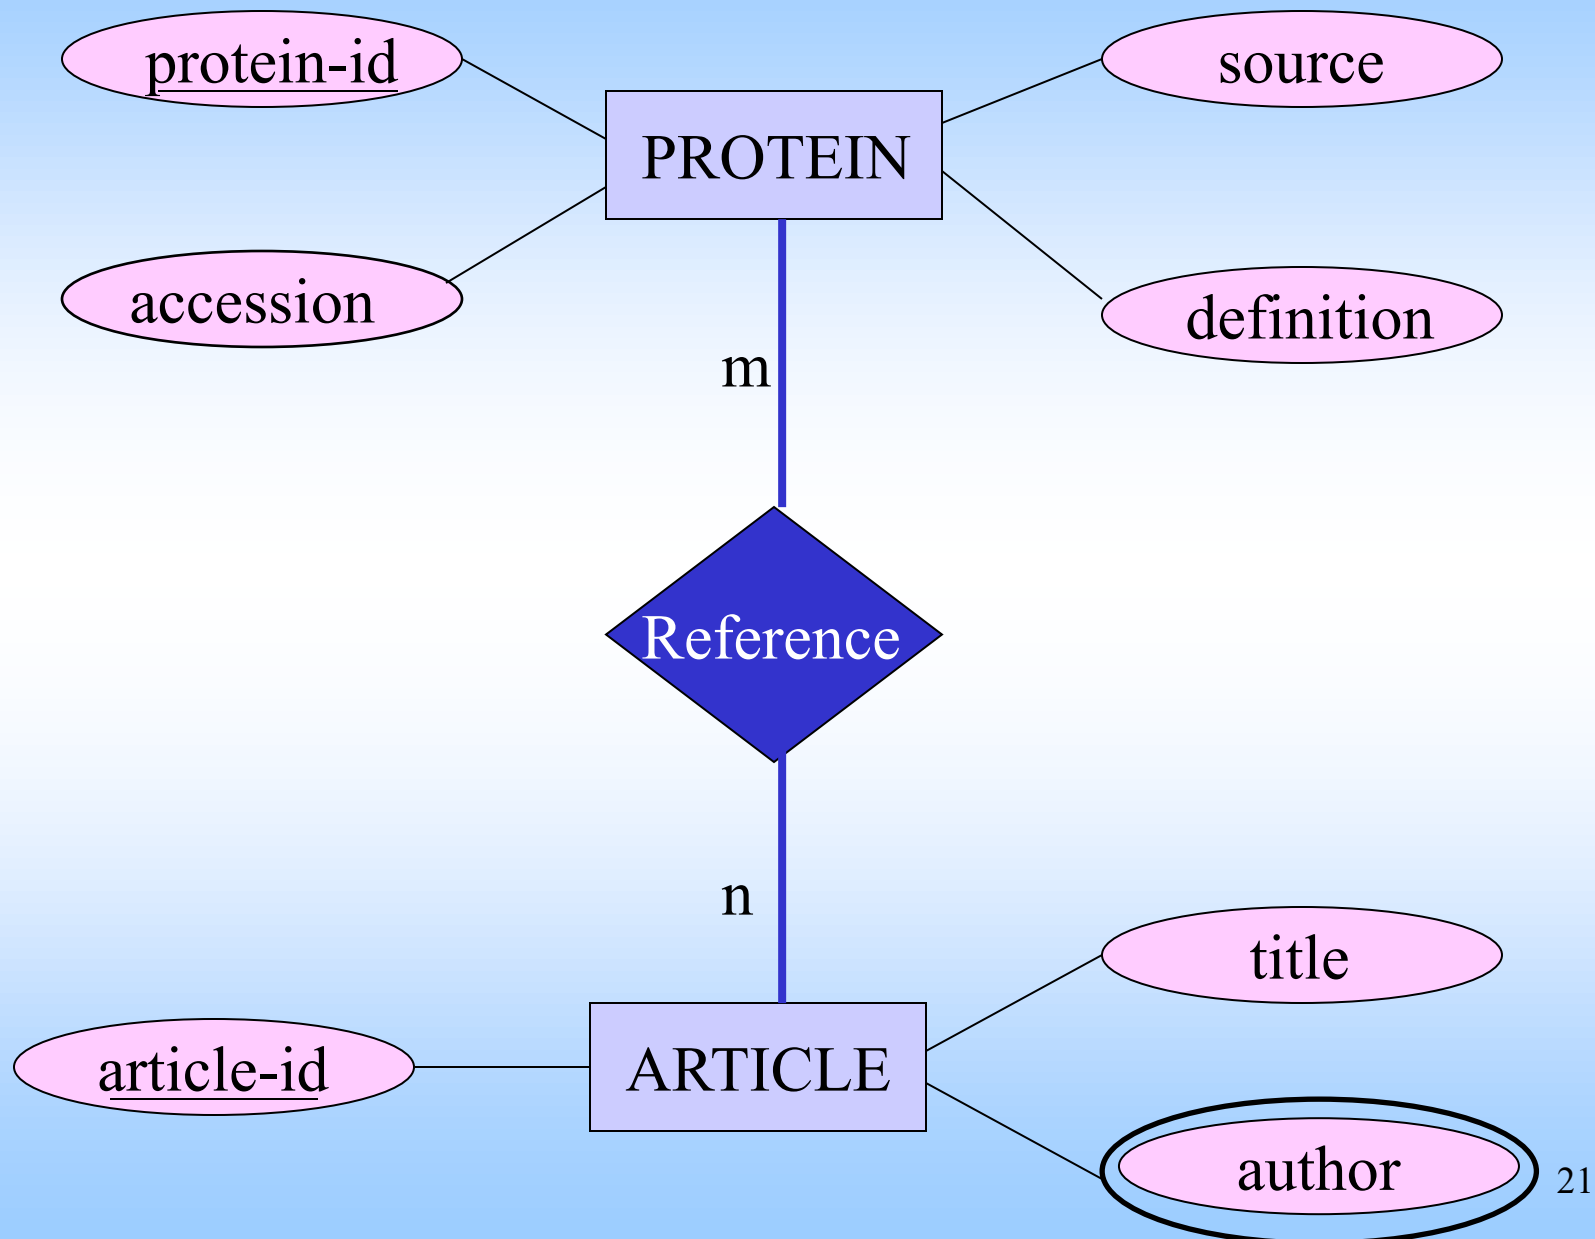 protein-id
source
PROTEIN
accession
definition
m
Reference
n
title
article-id
ARTICLE
author
21